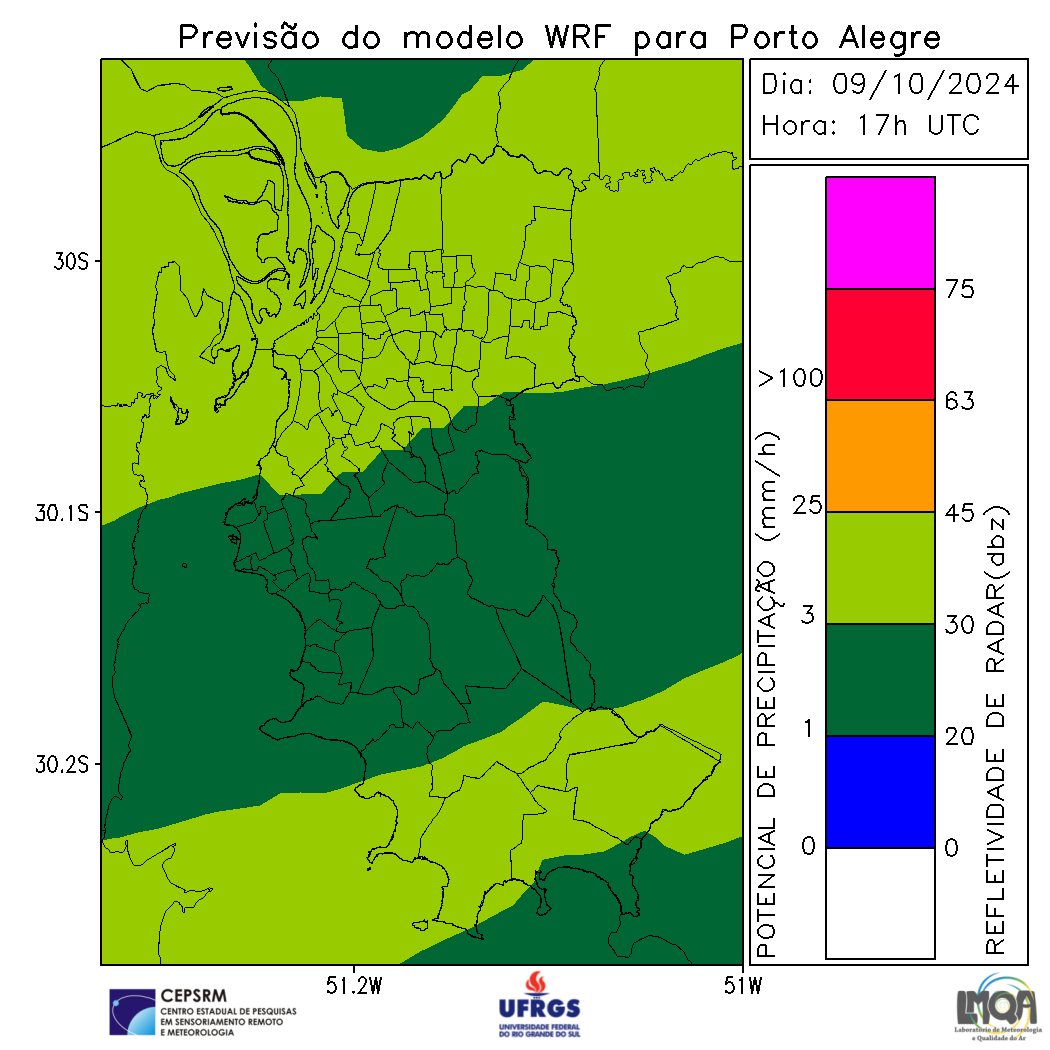 Previsão do modelo WRF para Porto Alegre
Dia: 09/10/2024
Hora: 17h UTC
30S
30.1S
30.2S
51.2W
51W
POTENCIAL DE PRECIPITAÇÃO (mm/h)
>100
25
3
1
0
75
63
45
30
20
0
REFLETIVIDADE DE RADAR(dbz)
CEPSRM
CENTRO ESTADUAL DE PESQUISAS
EM SENSORIAMENTO REMOTO
E METEOROLOGIA
UFRGS
UNIVERSIDADE FEDERAL
DO RIO GRANDE DO SUL
LMQA
Laboratório de Meteorologia
e Qualidade do Ar